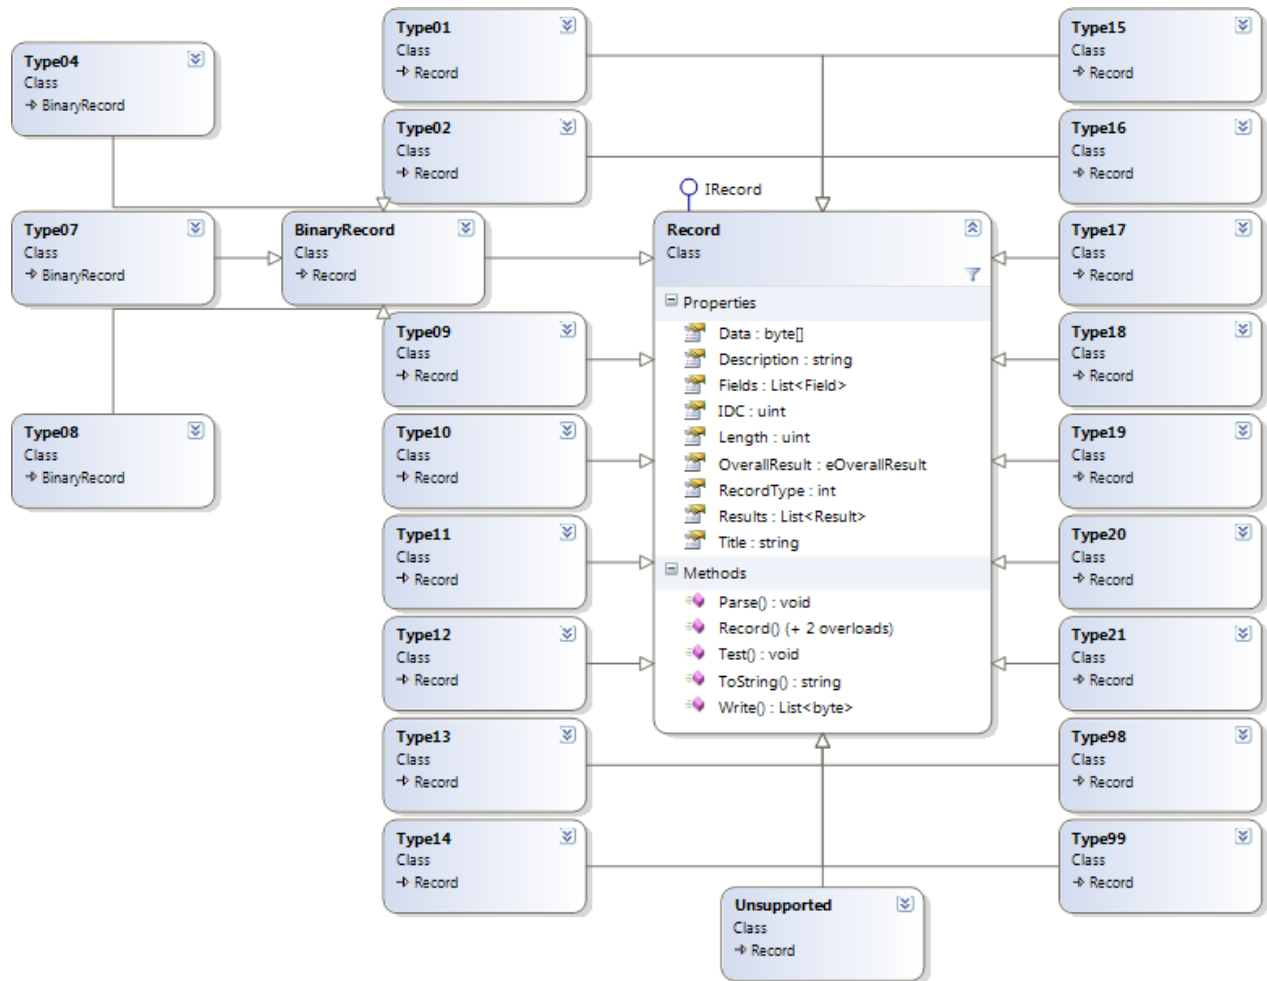 Type04
Class
BinaryRecord
Type07
Class
BinaryRecord
Type08
Class
BinaryRecord
BinaryRecord
Class
Record
Type01
Class
Record
Type02
Class
Record
Type09
Class
Record
Type10
Class
Record
Type11
Class
Record
Type12
Class
Record
Type13
Class
Record
Type14
Class
Record
IRecord
Record
Class
Properties
Data : byte[]
Description : string
Fields : List<Field>
IDC : uint
Length : uint
OverallResult : eOverallResult
RecordType : int
Results : List<Result>
Title : string
Methods
Parse() : void
Record() (+ 2 overloads)
Test() : void
ToString() : string
Write() : List<byte>
Unsupported
Class
Record
Type15
Class
Record
Type16
Class
Record
Type17
Class
Record
Type18
Class
Record
Type19
Class
Record
Type20
Class
Record
Type21
Class
Record
Type98
Class
Record
Type99
Class
Record